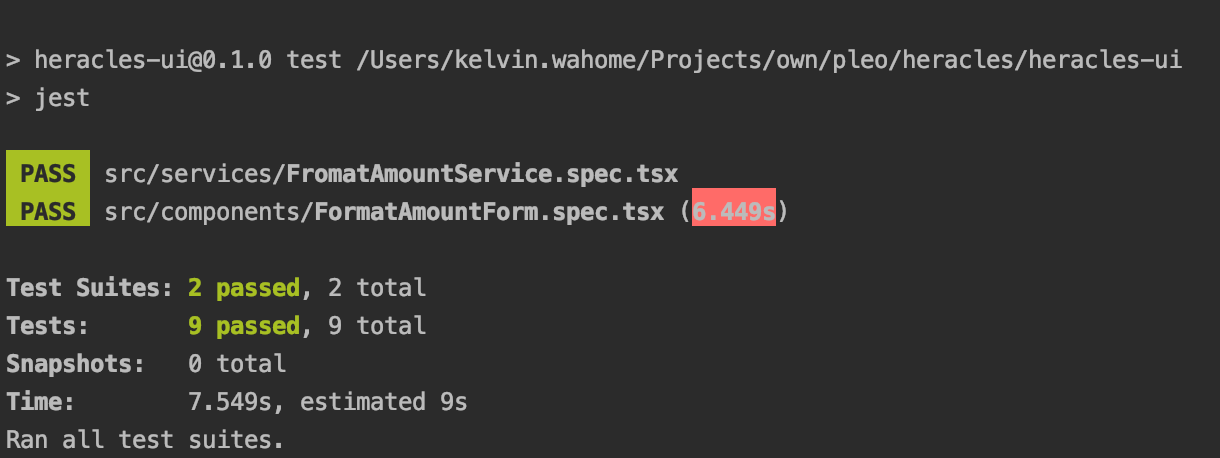 > heracles-ui@0.1.0 test /Users/kelvin.wahome/Projects/own/pleo/heracles/heracles-ui
> jest
PASS src/services/FromatAmountService.spec.tsx
PASS src/components/FormatAmountForm.spec.tsx (6.449s)
Test Suites: 2 passed, 2 total
Tests: 9 passed, 9 total
Snapshots: 0 total
Time: 7.549s, estimated 9s
Ran all test suites.